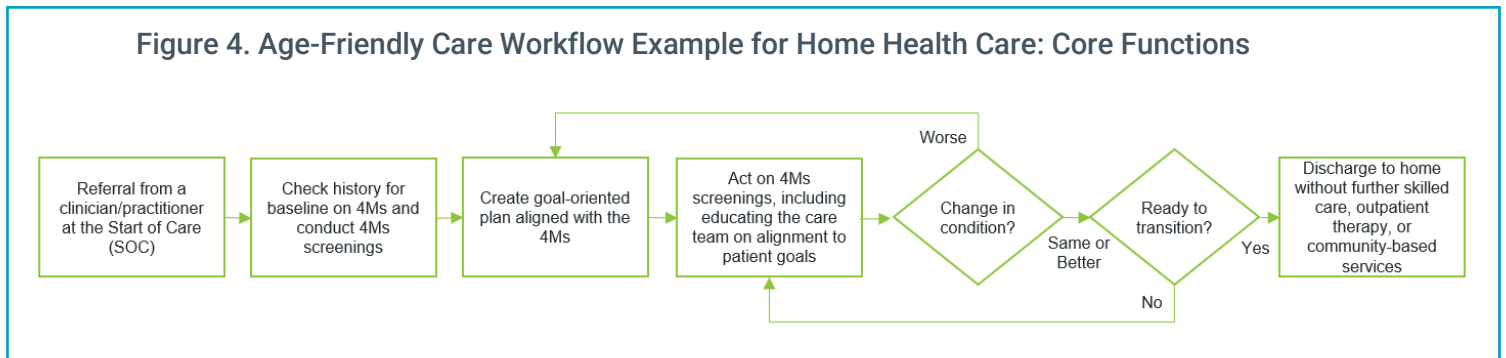 Figure 4. Age-Friendly Care Workflow Example for Home Health Care: Core Functions
Referral from a
clinician/practitioner
at the Start of Care
(SOC)
Check history for
baseline on 4Ms and
conduct 4Ms
screenings
Create goal-oriented
plan aligned with the
4Ms
Act on 4Ms
screenings, including
educating the care
team on alignment to
patient goals
Worse
Change in
condition?
Same or
Better
Ready to
transition?
No
Yes
Discharge to home
without further skilled
care, outpatient
therapy, or
community-based
services